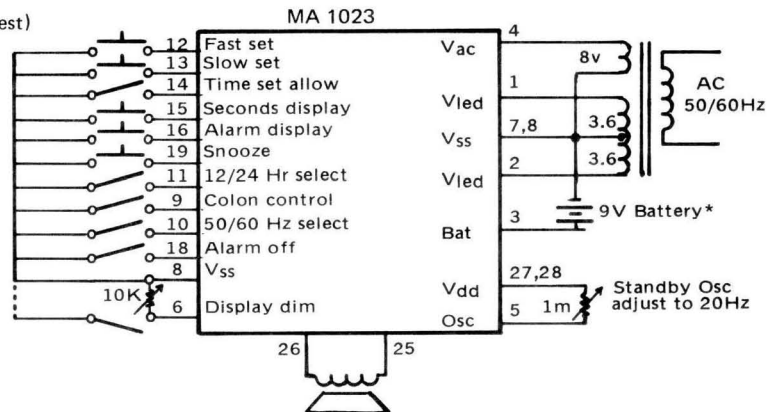 est)
MA 1023
12 Fast set
13 Slow set
14 Time set allow
15 Seconds display
16 Alarm display
19 Snooze
11 12/24 Hr select
9 Colon control
10 50/60 Hz select
18 Alarm off
8 Vss
10K
6 Display dim
Vac 4
8v
Vled 1
3.6
Vss 7,8
3.6
Vled 2
AC
50/60Hz
9V Battery*
Bat 3
Vdd 27,28
Osc 5
1m
Standby Osc
adjust to 20Hz
26 25